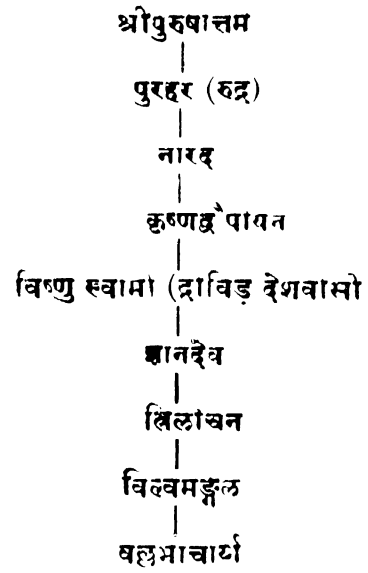 श्रीपुरुषोत्तम
पुरहर (रुद्र)
नारद
कृष्णद्वैपायन
विष्णु स्वामी (द्राविड़ देशवासी
ज्ञानदेव
त्रिलोचन
विल्वमङ्गल
वल्लभाचार्य्य